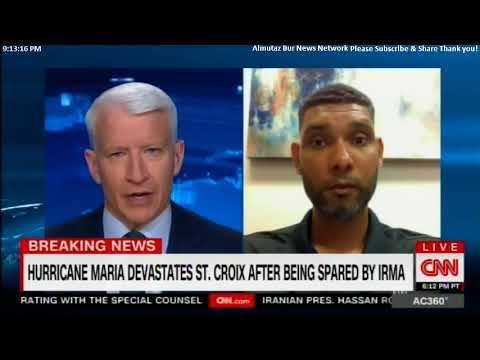 9:13:16 PM
Almutaz Bur News Network Please Subscribe & Share Thank you!
BREAKING NEWS
HURRICANE MARIA DEVASTATES ST. CROIX AFTER BEING SPARED BY IRMA
LIVE
CNN
6:12 PM PT
RATING WITH THE SPECIAL COUNSEL CNN.com IRANIAN PRES. HASSAN RO
AC360°